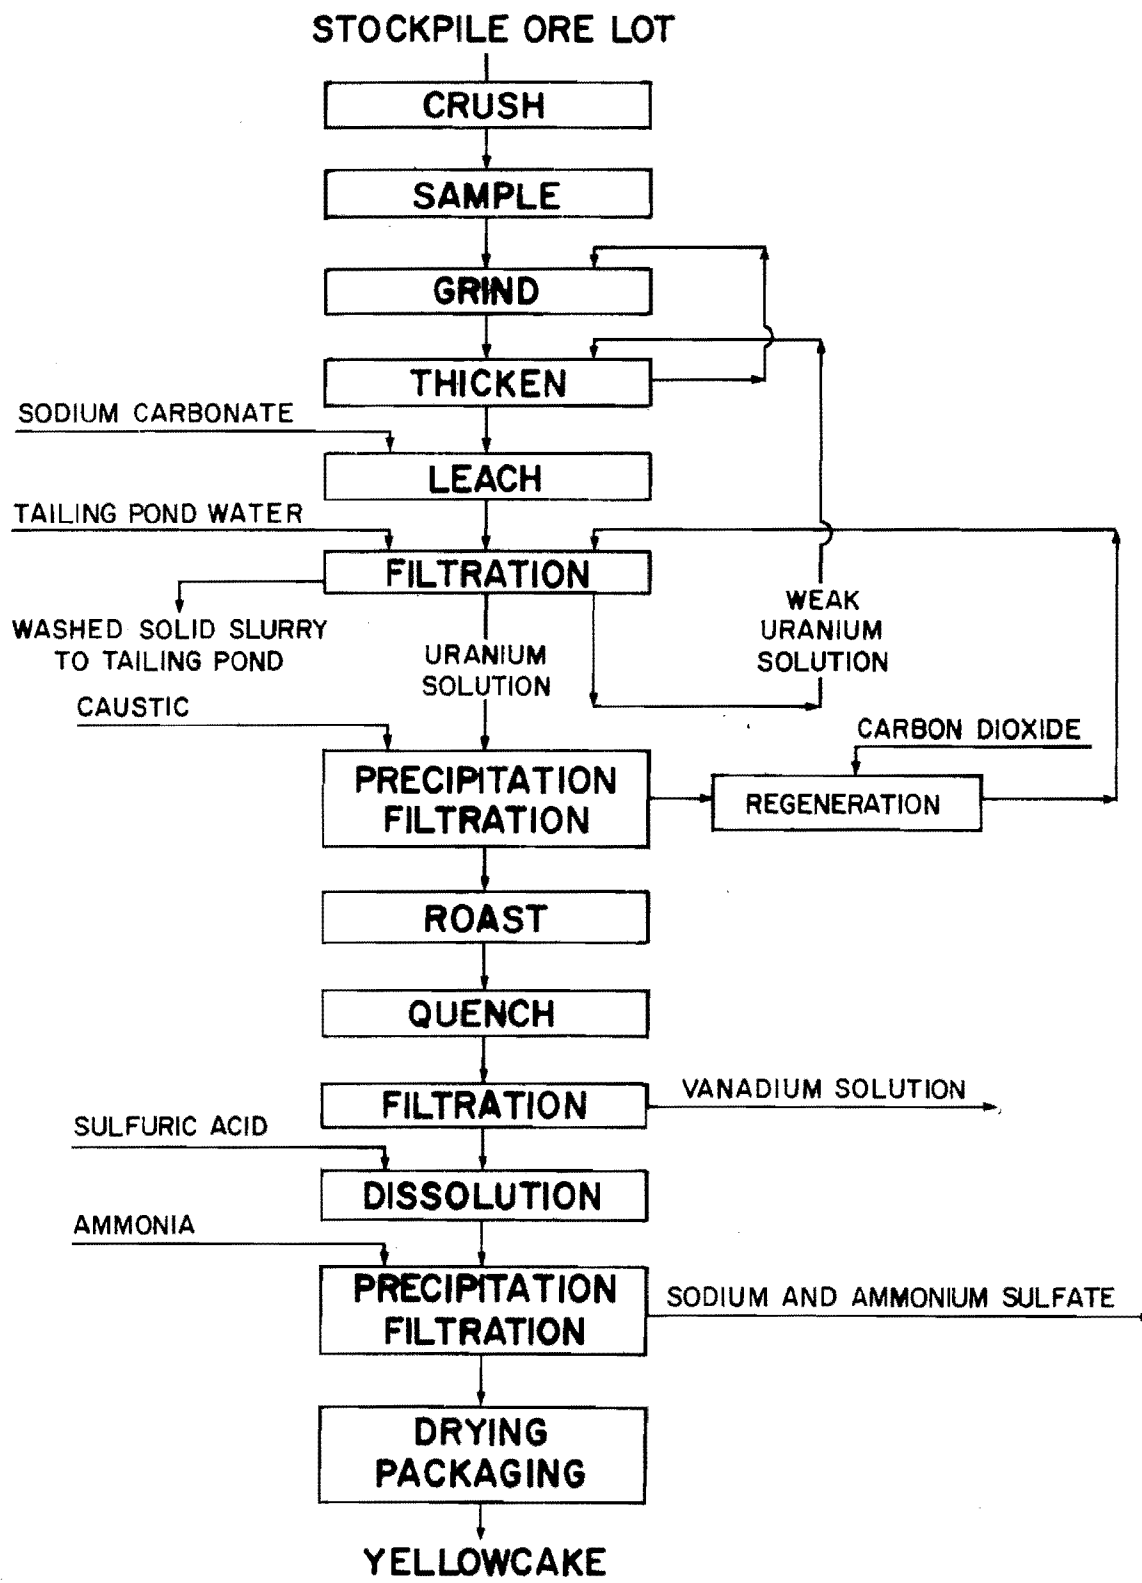 STOCKPILE ORE LOT
CRUSH
SAMPLE
GRIND
THICKEN
SODIUM CARBONATE
LEACH
TAILING POND WATER
FILTRATION
WASHED SOLID SLURRY
TO TAILING POND
URANIUM
SOLUTION
WEAK
URANIUM
SOLUTION
CAUSTIC
CARBON DIOXIDE
PRECIPITATION
FILTRATION
REGENERATION
ROAST
QUENCH
FILTRATION
VANADIUM SOLUTION
SULFURIC ACID
DISSOLUTION
AMMONIA
PRECIPITATION
FILTRATION
SODIUM AND AMMONIUM SULFATE
DRYING
PACKAGING
YELLOWCAKE